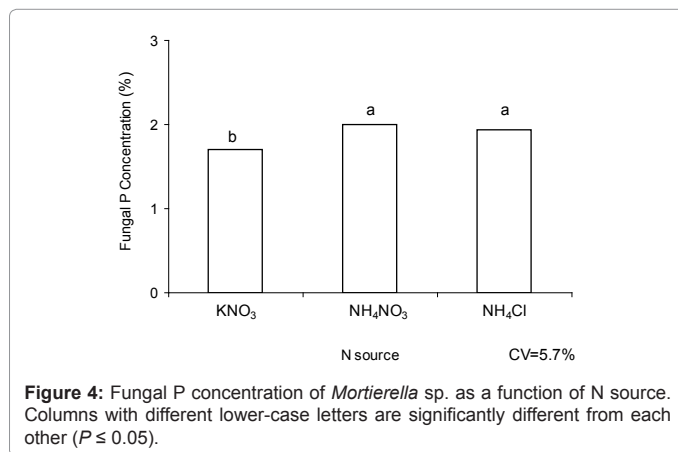 3
2
1
0
Fungal P Concentration (%)
b
a
a
KNO₃
NH₄NO₃
NH₄Cl
N source
CV=5.7%
Figure 4: Fungal P concentration of Mortierella sp. as a function of N source.
Columns with different lower-case letters are significantly different from each
other (P ≤ 0.05).